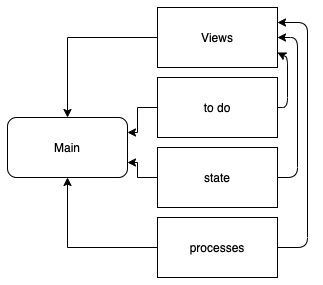 Views
to do
Main
state
processes